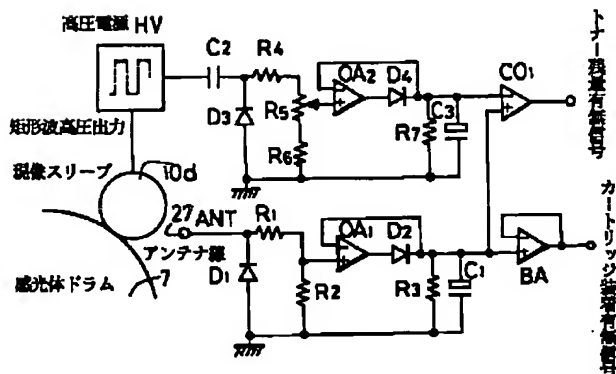 高圧電源 HV
C2
R4
OA2
D4
CO1
D3
R5
R6
R7
C3
トナー残量有無信号
矩形波高圧出力
現像スリーブ
10d
27 ANT
アンテナ線
感光体ドラム
7
R1
OA1
D2
D1
R2
R3
C1
BA
カートリッジ装着有無信号